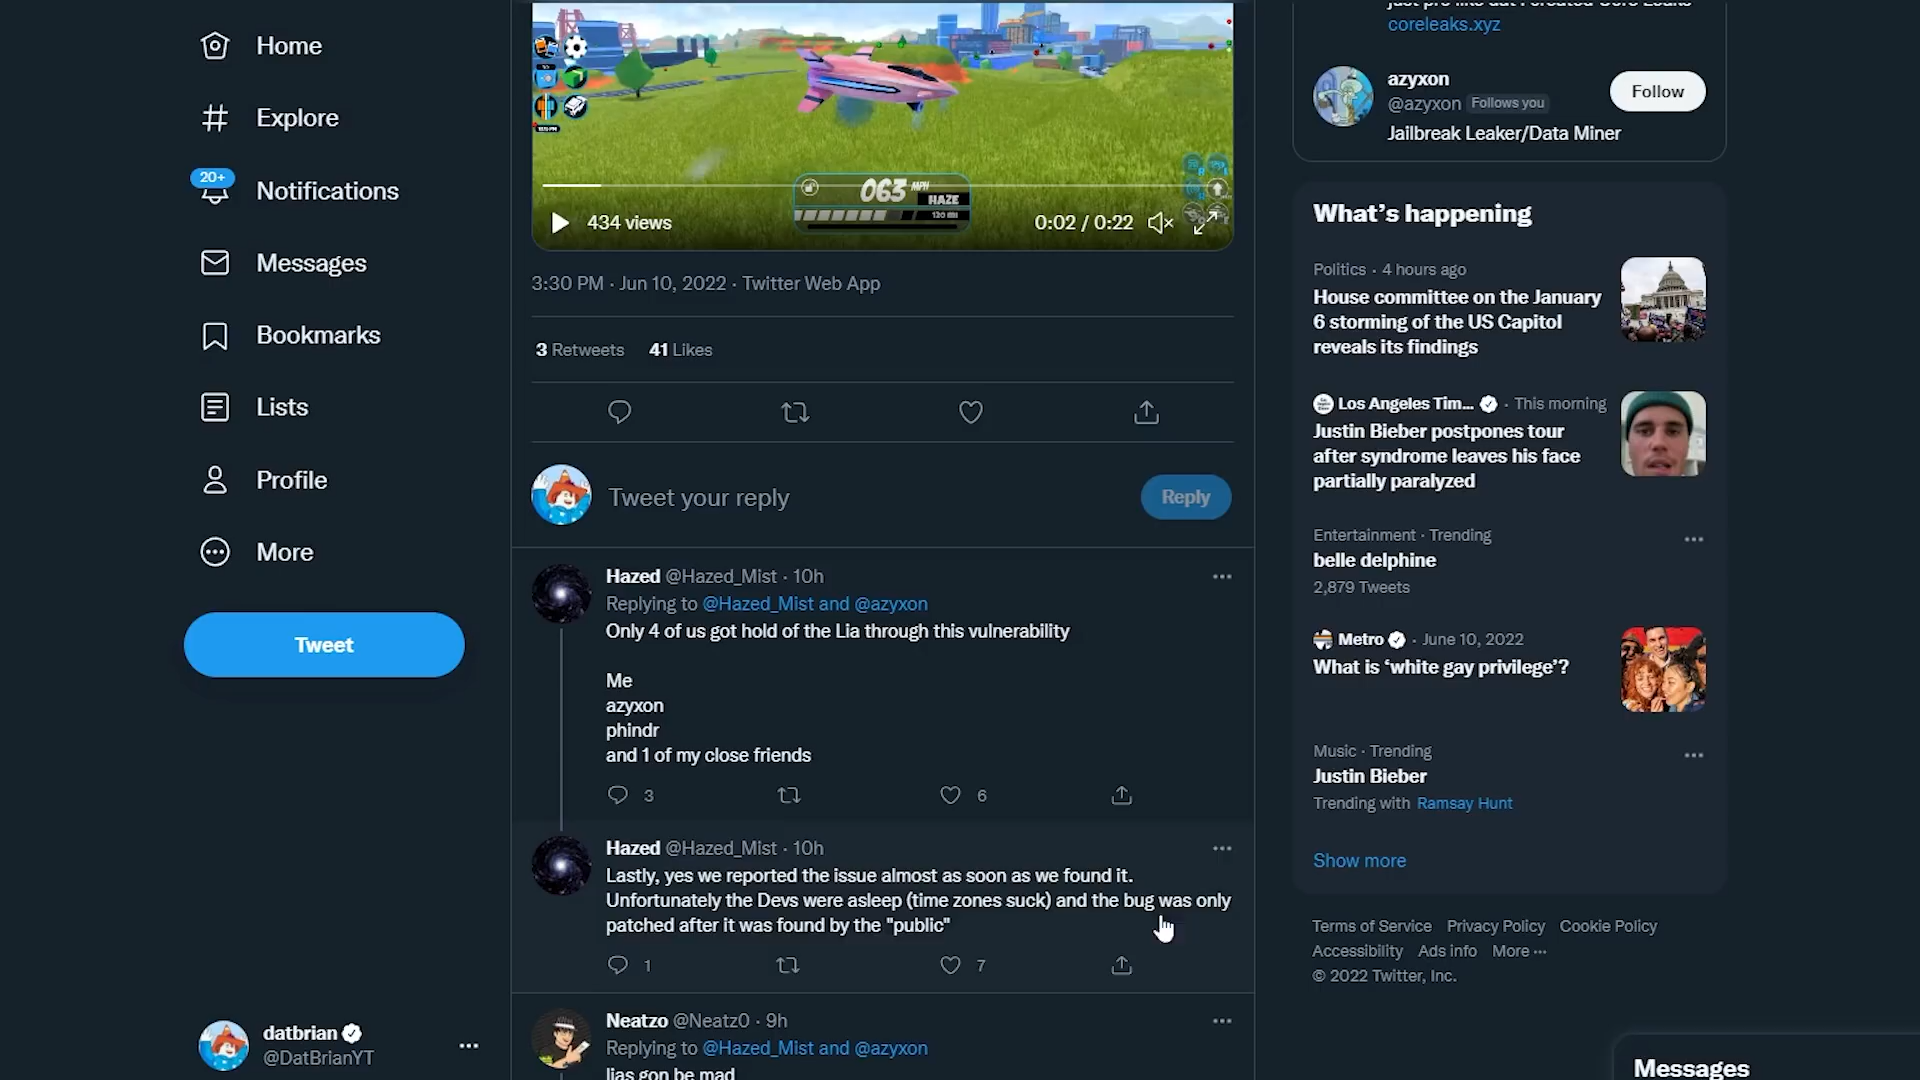 Home
Explore
20+
Notifications
Messages
Bookmarks
Lists
Profile
More
Tweet
datbrian
@DatBrianYT
063 MPH
HAZE
434 views
0:02 / 0:22
3:30 PM · Jun 10, 2022 · Twitter Web App
3 Retweets 41 Likes
Tweet your reply
Reply
Hazed @Hazed_Mist · 10h
Replying to @Hazed_Mist and @azyxon
Only 4 of us got hold of the Lia through this vulnerability
Me
azyxon
phindr
and 1 of my close friends
3 6
Hazed @Hazed_Mist · 10h
Lastly, yes we reported the issue almost as soon as we found it.
Unfortunately the Devs were asleep (time zones suck) and the bug was only
patched after it was found by the "public"
1 7
Neatzo @Neatz0 · 9h
Replying to @Hazed_Mist and @azyxon
lias gon be mad
just pro like dat I created Core Leaks
coreleaks.xyz
azyxon
@azyxon Follows you
Follow
Jailbreak Leaker/Data Miner
What's happening
Politics · 4 hours ago
House committee on the January
6 storming of the US Capitol
reveals its findings
Los Angeles Tim... · This morning
Justin Bieber postpones tour
after syndrome leaves his face
partially paralyzed
Entertainment · Trending
belle delphine
2,879 Tweets
Metro · June 10, 2022
What is ‘white gay privilege’?
Music · Trending
Justin Bieber
Trending with Ramsay Hunt
Show more
Terms of Service Privacy Policy Cookie Policy
Accessibility Ads info More ···
© 2022 Twitter, Inc.
Messages